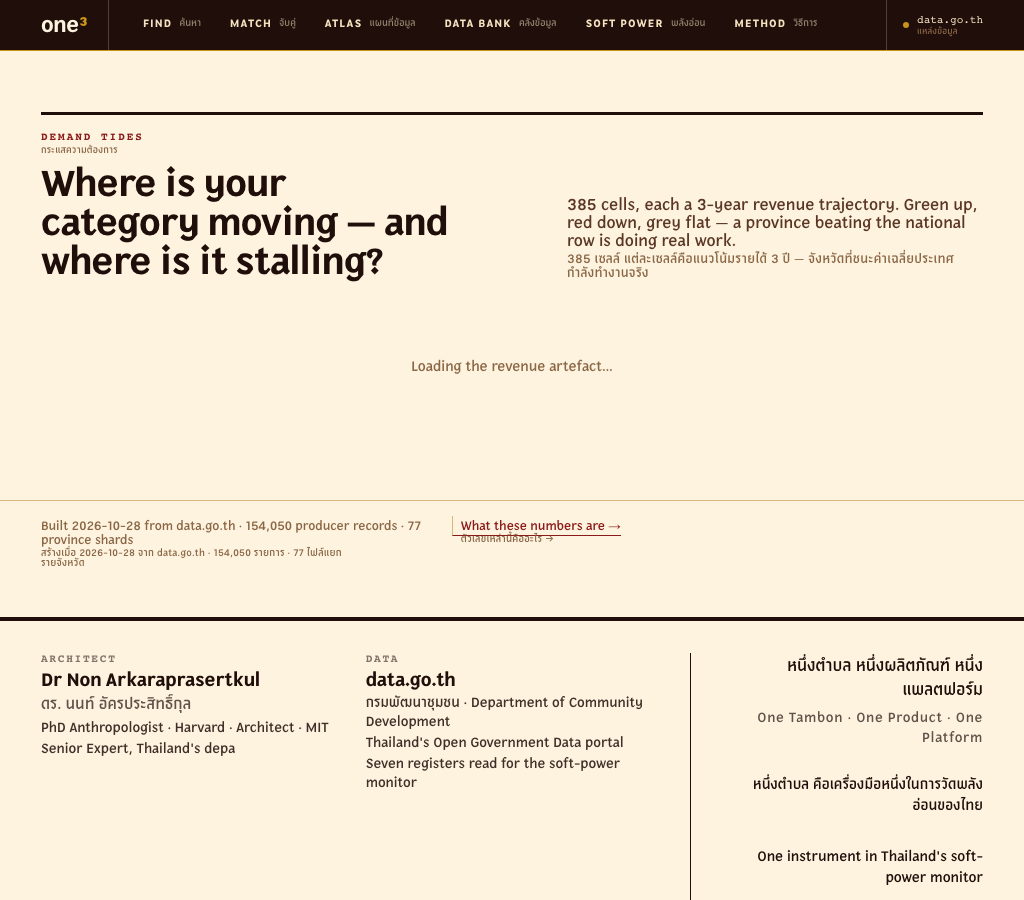 one³
FIND ค้นหา
MATCH จับคู่
ATLAS แผนที่ข้อมูล
DATA BANK คลังข้อมูล
SOFT POWER พลังอ่อน
METHOD วิธีการ
data.go.th
แหล่งข้อมูล
DEMAND TIDES
กระแสความต้องการ
Where is your
category moving — and
where is it stalling?
385 cells, each a 3-year revenue trajectory. Green up,
red down, grey flat — a province beating the national
row is doing real work.
385 เซลล์ แต่ละเซลล์คือแนวโน้มรายได้ 3 ปี — จังหวัดที่ชนะค่าเฉลี่ยประเทศ
กำลังทำงานจริง
Loading the revenue artefact…
Built 2026-10-28 from data.go.th · 154,050 producer records · 77
province shards
สร้างเมื่อ 2026-10-28 จาก data.go.th · 154,050 รายการ · 77 ไฟล์แยก
รายจังหวัด
What these numbers are →
ตัวเลขเหล่านี้คืออะไร →
ARCHITECT
Dr Non Arkaraprasertkul
ดร. นนท์ อัครประสิทธิ์กุล
PhD Anthropologist · Harvard · Architect · MIT
Senior Expert, Thailand's depa
DATA
data.go.th
กรมพัฒนาชุมชน · Department of Community
Development
Thailand's Open Government Data portal
Seven registers read for the soft-power
monitor
หนึ่งตำบล หนึ่งผลิตภัณฑ์ หนึ่ง
แพลตฟอร์ม
One Tambon · One Product · One
Platform
หนึ่งตำบล คือเครื่องมือหนึ่งในการวัดพลัง
อ่อนของไทย
One instrument in Thailand's soft-
power monitor